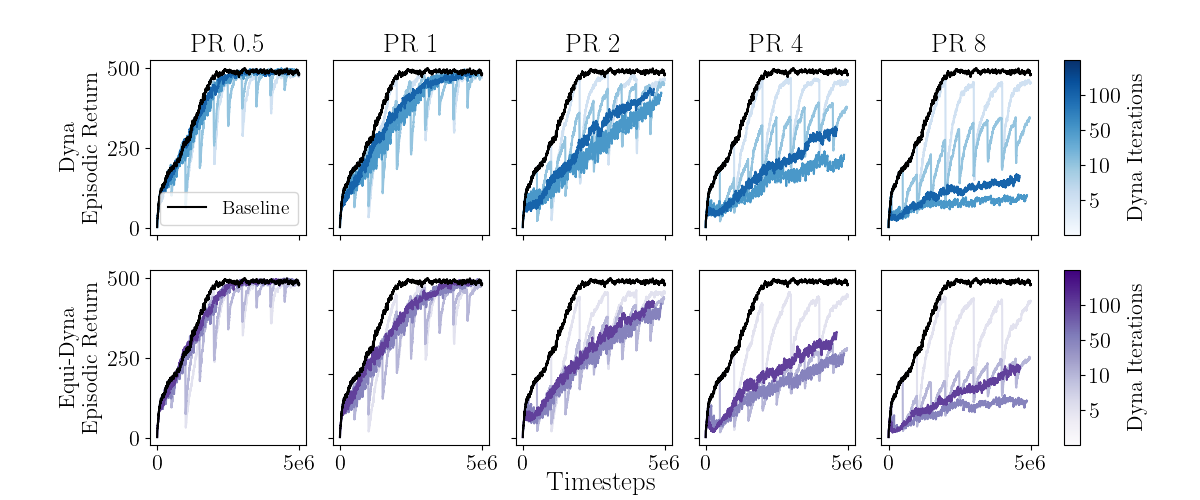 PR 0.5
PR 1
PR 2
PR 4
PR 8
Dyna
Episodic Return
500
250
0
Baseline
100
50
10
5
Dyna Iterations
Equi-Dyna
Episodic Return
500
250
0
100
50
10
5
Dyna Iterations
0
5e6
0
5e6
0
5e6
0
5e6
0
5e6
Timesteps